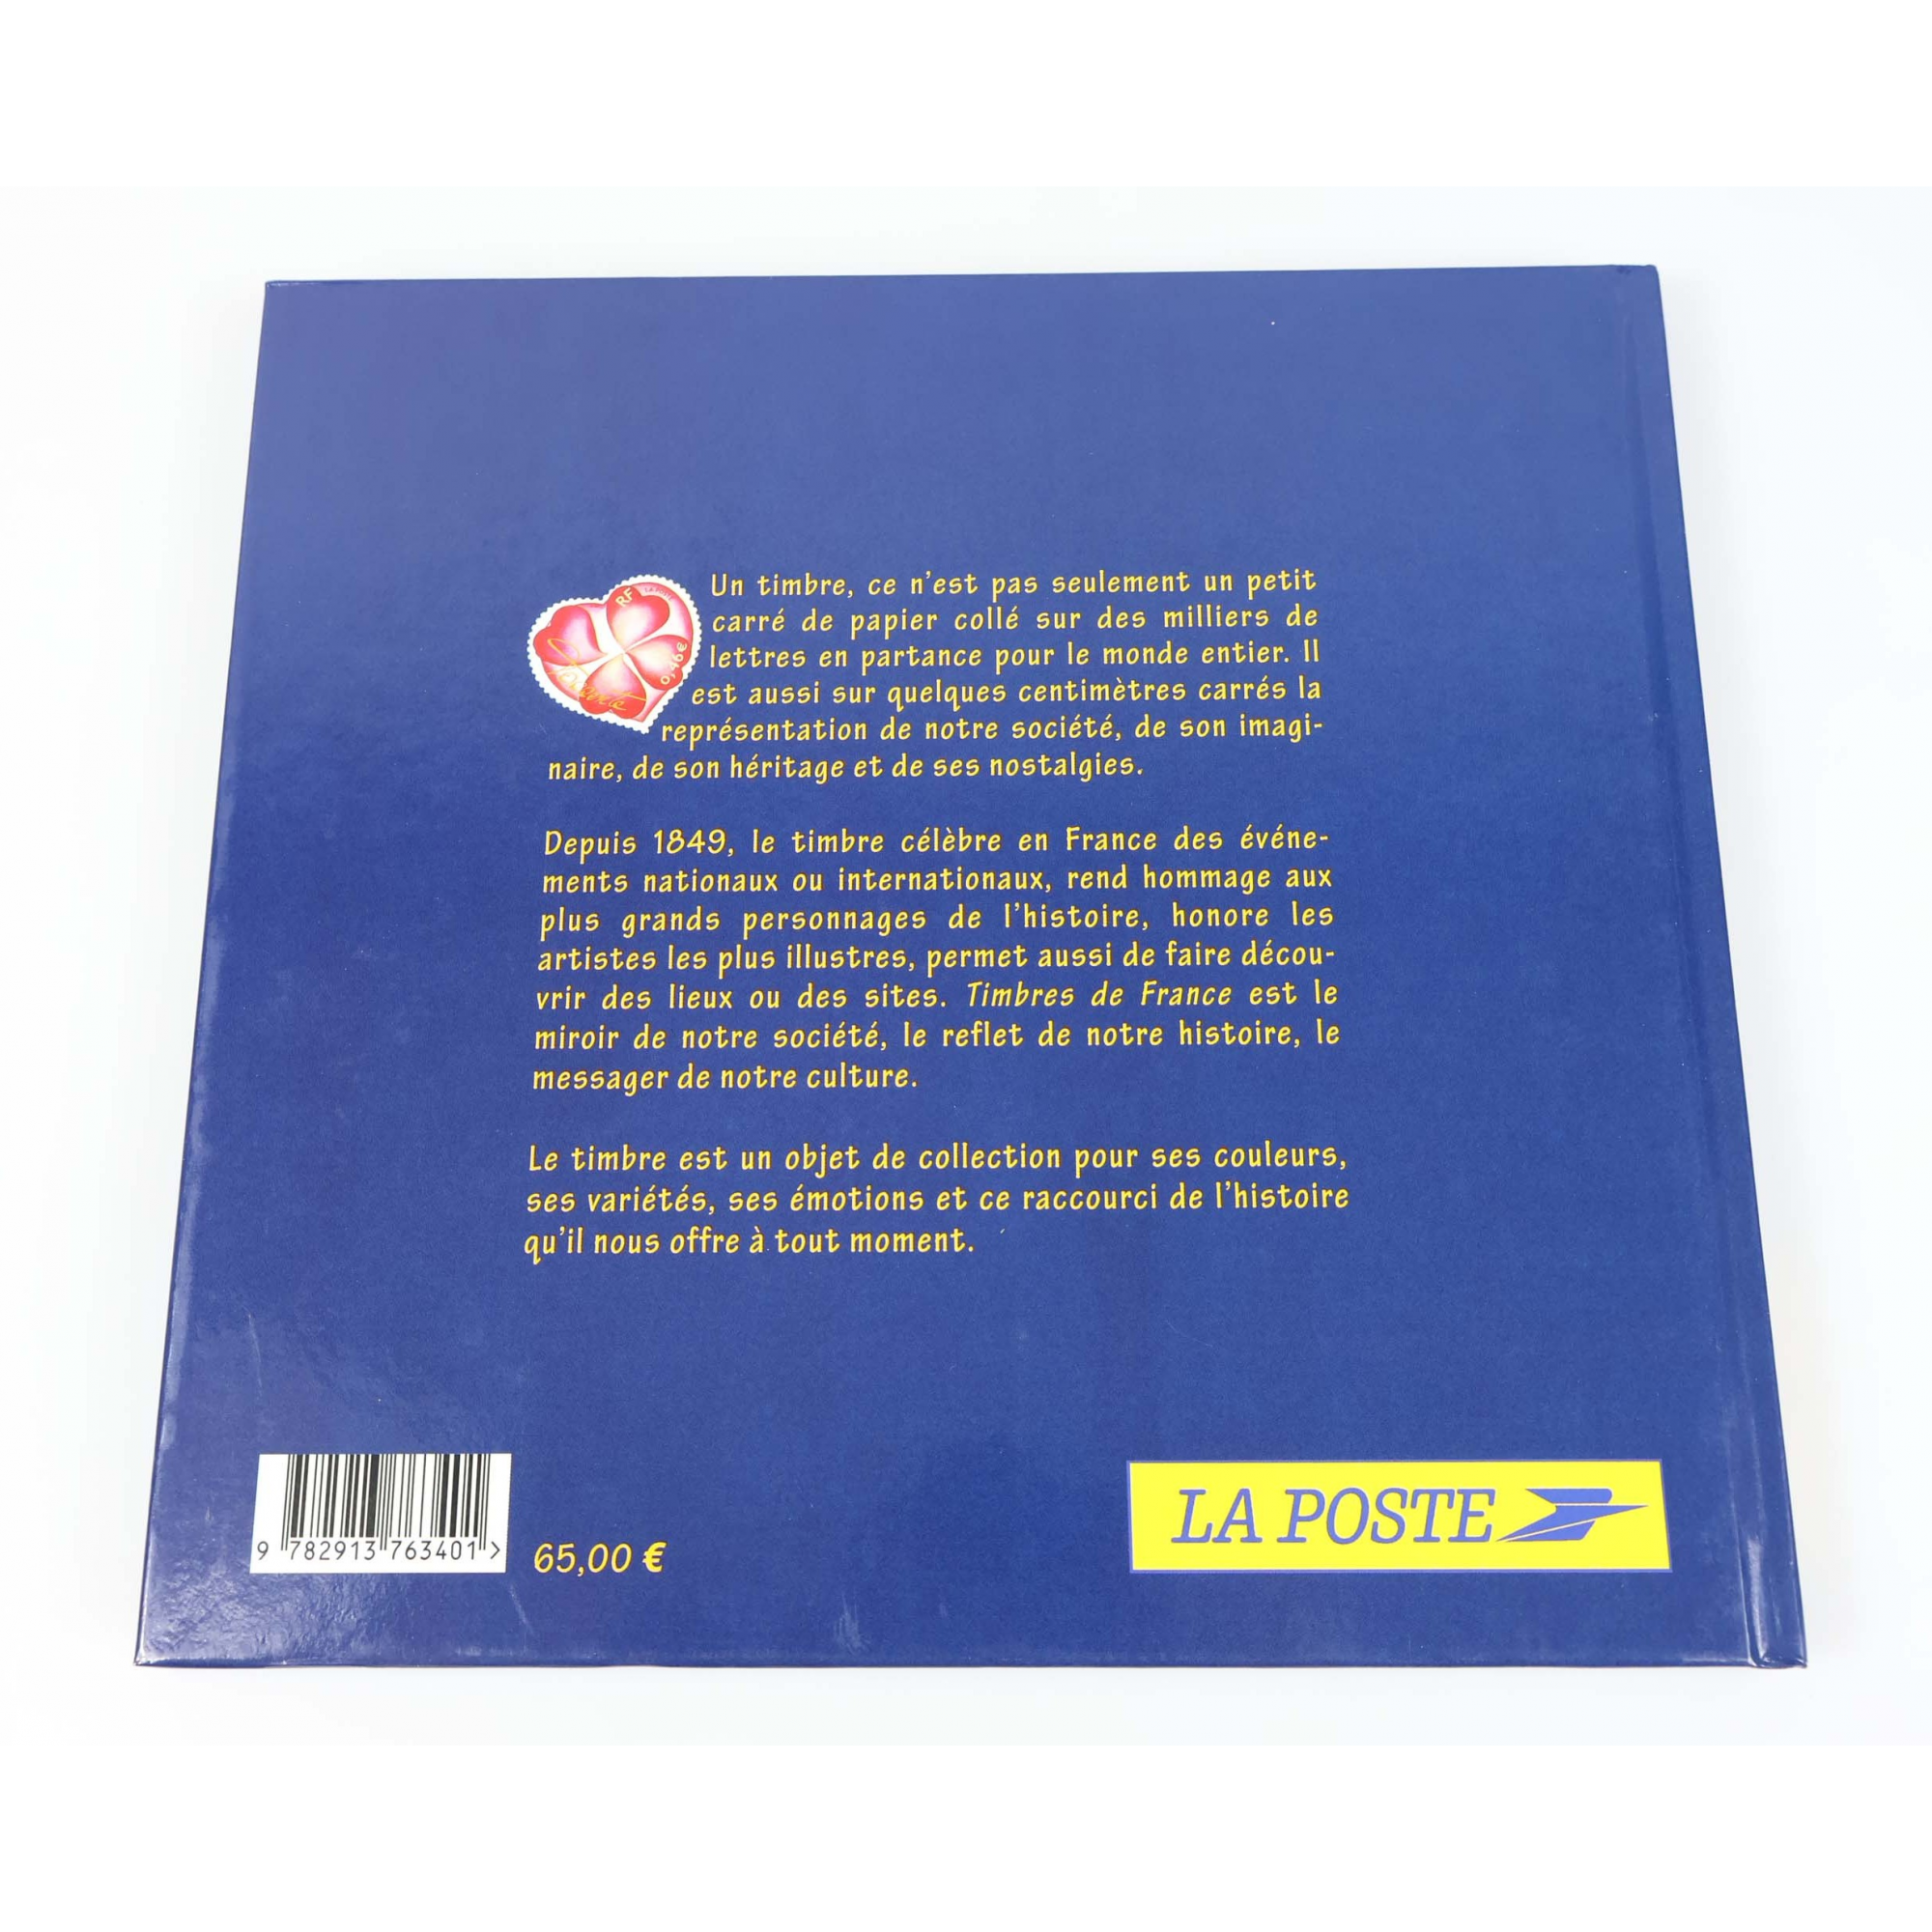 Un timbre, ce n'est pas seulement un petit
carré de papier collé sur des milliers de
lettres en partance pour le monde entier. Il
est aussi sur quelques centimètres carrés la
représentation de notre société, de son imagi-
naire, de son héritage et de ses nostalgies.
RF
LA POSTE
0,46€
Depuis 1849, le timbre célèbre en France des événe-
ments nationaux ou internationaux, rend hommage aux
plus grands personnages de l'histoire, honore les
artistes les plus illustres, permet aussi de faire décou-
vrir des lieux ou des sites. Timbres de France est le
miroir de notre société, le reflet de notre histoire, le
messager de notre culture.
Le timbre est un objet de collection pour ses couleurs,
ses variétés, ses émotions et ce raccourci de l'histoire
qu'il nous offre à tout moment.
9 782913 763401 >
65,00 €
LA POSTE